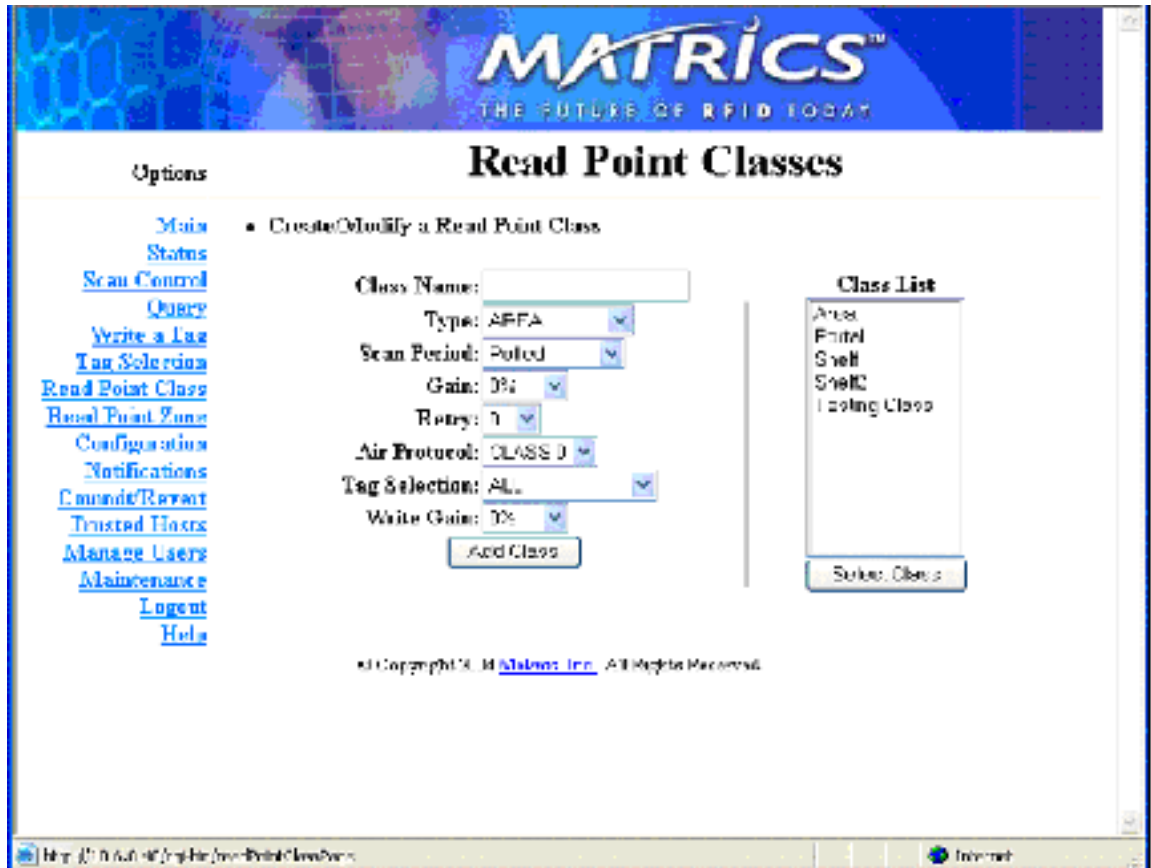 MATRICS™
THE FUTURE OF RFID TODAY
Options
Read Point Classes
Main
Status
Scan Control
Query
Write a Tag
Tag Selection
Read Point Class
Read Point Zone
Configuration
Notifications
Commit/Revert
Trusted Hosts
Manage Users
Maintenance
Logout
Help
• Create/Modify a Read Point Class
Class Name:
Type: AREA
Scan Period: Polled
Gain: 0%
Retry: 0
Air Protocol: CLASS 0
Tag Selection: ALL
Write Gain: 0%
Add Class
Class List
Area
Portal
Shelf
Shelf2
Testing Class
Select Class
© Copyright Matrics Inc. All Rights Reserved
Internet